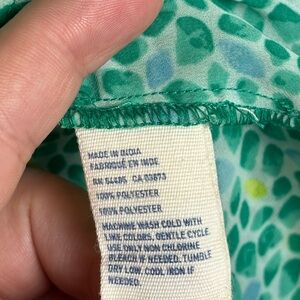 MADE IN INDIA
FABRIQUÉ EN INDE
RN 54485 CA 03873
100% POLYESTER
100% POLYESTER
MACHINE WASH COLD WITH
LIKE COLORS, GENTLE CYCLE.
USE ONLY NON CHLORINE
BLEACH IF NEEDED. TUMBLE
DRY LOW. COOL IRON IF
NEEDED.